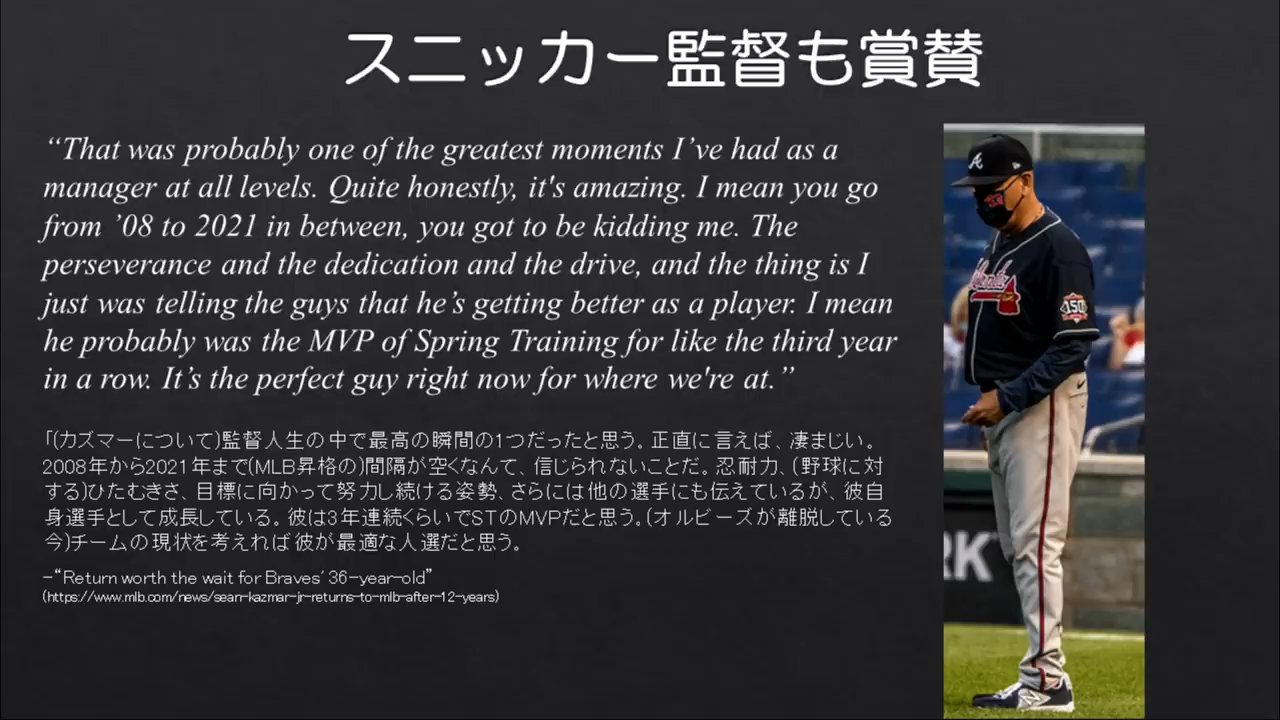 スニッカー監督も賞賛
“That was probably one of the greatest moments I’ve had as a
manager at all levels. Quite honestly, it's amazing. I mean you go
from ’08 to 2021 in between, you got to be kidding me. The
perseverance and the dedication and the drive, and the thing is I
just was telling the guys that he’s getting better as a player. I mean
he probably was the MVP of Spring Training for like the third year
in a row. It’s the perfect guy right now for where we're at.”
「(カズマーについて)監督人生の中で最高の瞬間の1つだったと思う。正直に言えば、凄まじい。
2008年から2021年まで(MLB昇格の)間隔が空くなんて、信じられないことだ。忍耐力、(野球に対
する)ひたむきさ、目標に向かって努力し続ける姿勢、さらには他の選手にも伝えているが、彼自
身選手として成長している。彼は3年連続くらいでSTのMVPだと思う。(オルビーズが離脱している
今)チームの現状を考えれば彼が最適な人選だと思う。
-“Return worth the wait for Braves’ 36-year-old”
(https://www.mlb.com/news/sean-kazmar-jr-returns-to-mlb-after-12-years)
A
Atlanta
150
RK